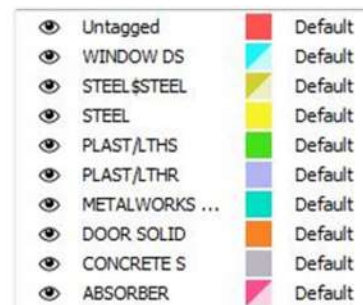 Untagged Default
WINDOW DS Default
STEEL$STEEL Default
STEEL Default
PLAST/LTHS Default
PLAST/LTHR Default
METALWORKS ... Default
DOOR SOLID Default
CONCRETE S Default
ABSORBER Default